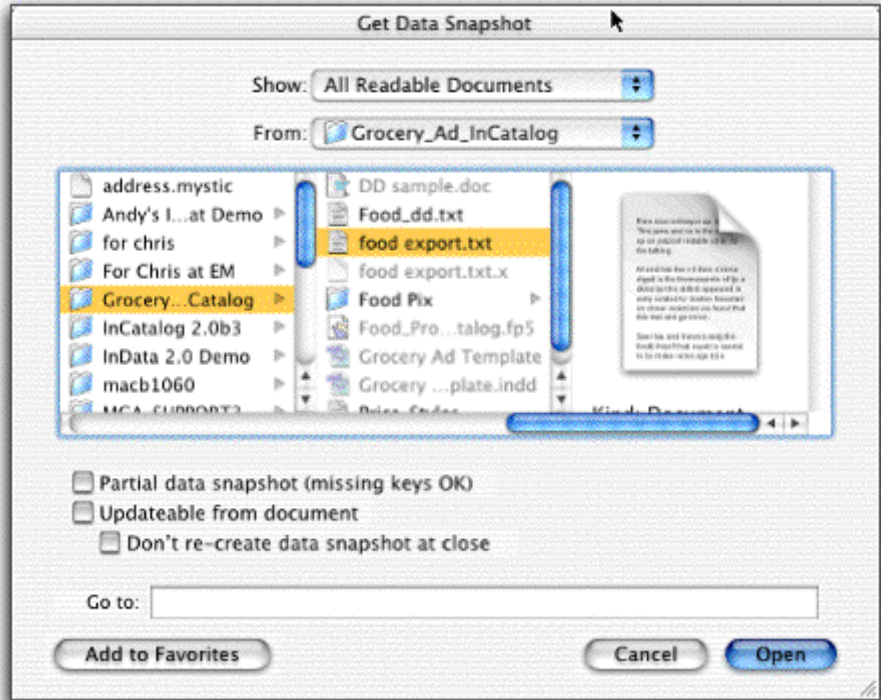 Get Data Snapshot
Show: All Readable Documents
From: Grocery_Ad_InCatalog
address.mystic
Andy's I...at Demo
for chris
For Chris at EM
Grocery...Catalog
InCatalog 2.0b3
InData 2.0 Demo
macb1060
DD sample.doc
Food_dd.txt
food export.txt
food export.txt.x
Food Pix
Food_Pro...talog.fp5
Grocery Ad Template
Grocery ...plate.indd
Price_Styles
Kind: Document
Partial data snapshot (missing keys OK)
Updateable from document
Don't re-create data snapshot at close
Go to:
Add to Favorites
Cancel
Open